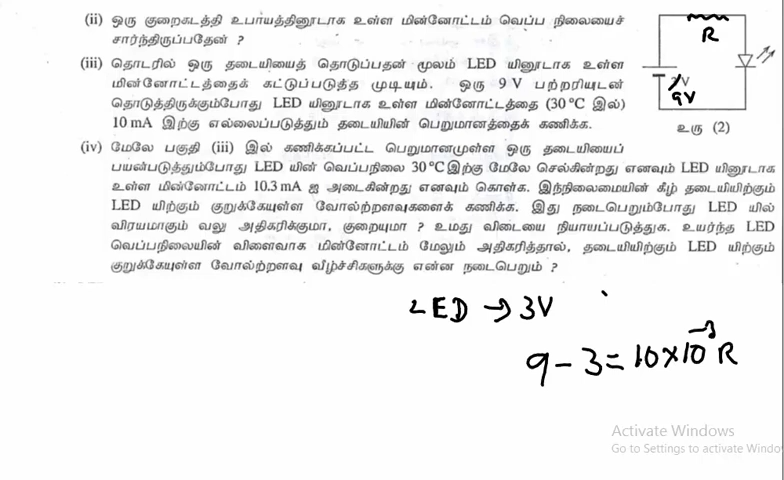 (ii) ஒரு குறைகடத்தி உபாயத்தினூடாக உள்ள மின்னோட்டம் வெப்ப நிலையைச்
சார்ந்திருப்பதேன் ?
(iii) தொடரில் ஒரு தடையியைத் தொடுப்பதன் மூலம் LED யினூடாக உள்ள
மின்னோட்டத்தைக் கட்டுப்படுத்த முடியும். ஒரு 9 V பற்றரியுடன்
தொடுத்திருக்கும்போது LED யினூடாக உள்ள மின்னோட்டத்தை (30 °C இல்)
10 mA இற்கு எல்லைப்படுத்தும் தடையியின் பெறுமானத்தைக் கணிக்க.
(iv) மேலே பகுதி (iii) இல் கணிக்கப்பட்ட பெறுமானமுள்ள ஒரு தடையியைப்
பயன்படுத்தும்போது LED யின் வெப்பநிலை 30 °C இற்கு மேலே செல்கின்றது எனவும் LED யினூடாக
உள்ள மின்னோட்டம் 10.3 mA ஐ அடைகின்றது எனவும் கொள்க. இந்நிலைமையின் கீழ் தடையியிற்கும்
LED யிற்கும் குறுக்கேயுள்ள வோல்ற்றளவுகளைக் கணிக்க. இது நடைபெறும்போது LED யில்
விரயமாகும் வலு அதிகரிக்குமா, குறையுமா ? உமது விடையை நியாயப்படுத்துக. உயர்ந்த LED
வெப்பநிலையின் விளைவாக மின்னோட்டம் மேலும் அதிகரித்தால், தடையியிற்கும் LED யிற்கும்
குறுக்கேயுள்ள வோல்ற்றளவு வீழ்ச்சிகளுக்கு என்ன நடைபெறும் ?
R
V
9V
உரு (2)
LED → 3V
9 - 3 = 10 × 10⁻³ R
Activate Windows
Go to Settings to activate Windo